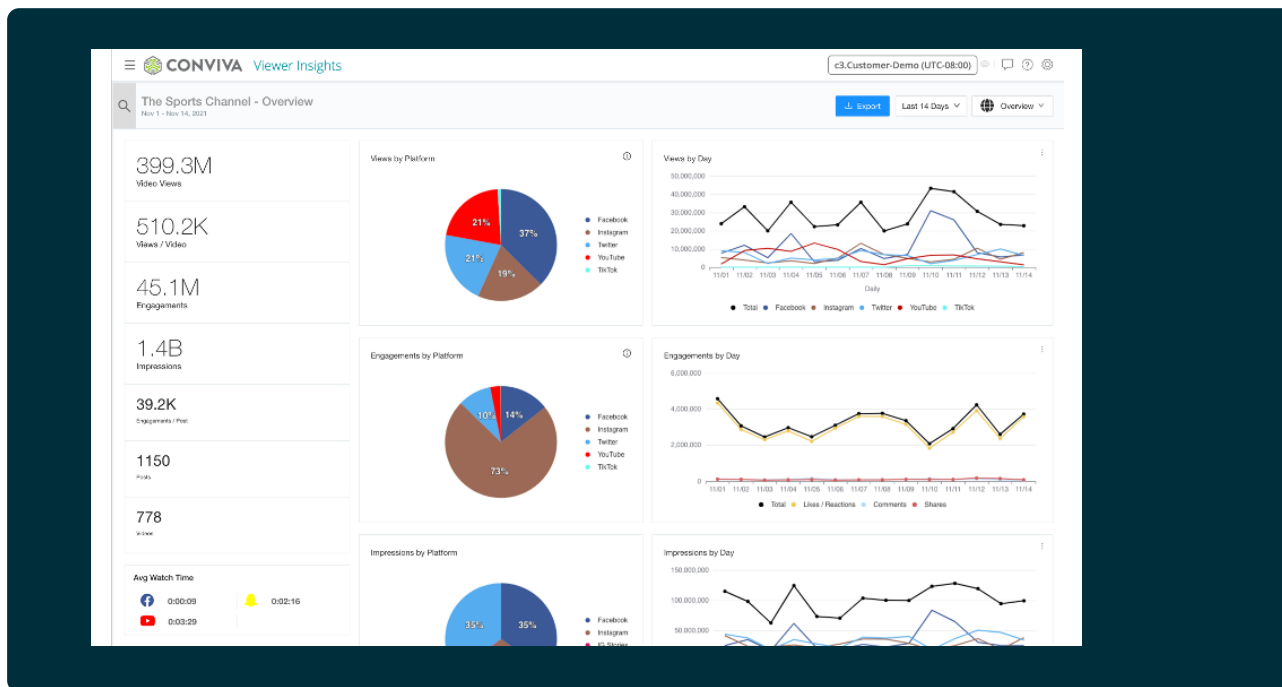 CONVIVA Viewer Insights
c3.Customer-Demo (UTC-08:00)
The Sports Channel - Overview
Nov 1 - Nov 14, 2021
Export
Last 14 Days
Overview
399.3M
Video Views
510.2K
Views / Video
45.1M
Engagements
1.4B
Impressions
39.2K
Engagements / Post
1150
Posts
778
Videos
Avg Watch Time
0:00:09
0:02:16
0:03:29
Views by Platform
21%
37%
21%
19%
Facebook
Instagram
Twitter
YouTube
TikTok
Views by Day
50,000,000
40,000,000
30,000,000
20,000,000
10,000,000
0
11/01 11/02 11/03 11/04 11/05 11/06 11/07 11/08 11/09 11/10 11/11 11/12 11/13 11/14
Daily
Total Facebook Instagram Twitter YouTube TikTok
Engagements by Platform
10% 14%
73%
Facebook
Instagram
Twitter
YouTube
TikTok
Engagements by Day
6,000,000
4,000,000
2,000,000
0
11/01 11/02 11/03 11/04 11/05 11/06 11/07 11/08 11/09 11/10 11/11 11/12 11/13 11/14
Total Likes / Reactions Comments Shares
Impressions by Platform
35% 35%
Facebook
Instagram
IG Stories
Impressions by Day
150,000,000
100,000,000
50,000,000